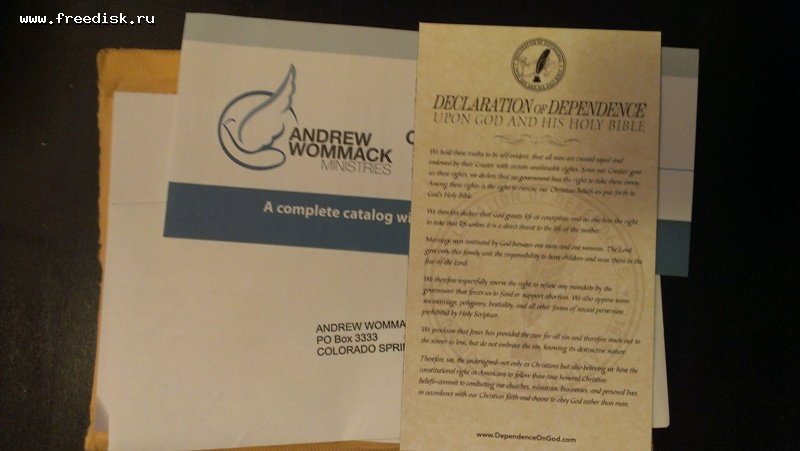 www.freedisk.ru
ANDREW
WOMMACK
MINISTRIES
C
A complete catalog wi
ANDREW WOMMA
PO Box 3333
COLORADO SPRIN
DECLARATION OF DEPENDENCE
UPON GOD AND HIS HOLY BIBLE
We hold these truths to be self-evident: that all men are created equal and
endowed by their Creator with certain unalienable rights. Since our Creator gave
us these rights, we declare that no government has the right to take them away.
Among these rights is the right to exercise our Christian beliefs as put forth in
God's Holy Bible.
We therefore declare that God grants life at conception and no one has the right
to take that life unless it is a direct threat to the life of the mother.
Marriage was instituted by God between one man and one woman. The Lord
gave only this family unit the responsibility to have children and raise them in the
fear of the Lord.
We therefore respectfully reserve the right to refuse any mandate by the
government that forces us to fund or support abortion. We also oppose same
sex-marriage, polygamy, bestiality, and all other forms of sexual perversion
prohibited by Holy Scripture.
We proclaim that Jesus has provided the cure for all sin and therefore reach out to
the sinner in love, but do not embrace the sin, knowing its destructive nature.
Therefore, we, the undersigned-not only as Christians but also believing we have the
constitutional right as Americans to follow these time honored Christian
beliefs-commit to conducting our churches, ministries, businesses, and personal lives
in accordance with our Christian faith and choose to obey God rather than man.
www.DependenceOnGod.com